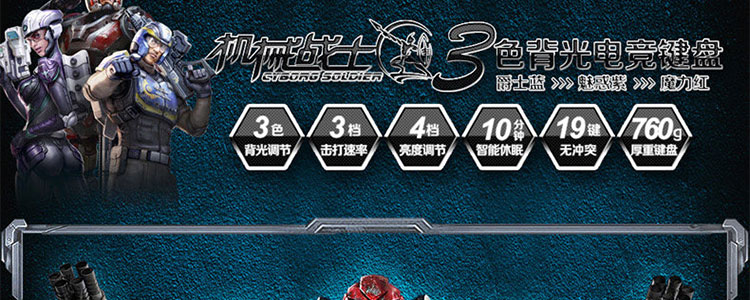 机械战士
CYBORG SOLDIER
3色背光电竞键盘
爵士蓝 >>> 魅惑紫 >>> 魔力红
3色
背光调节
3档
击打速率
4档
亮度调节
10分钟
智能休眠
19键
无冲突
760g
厚重键盘